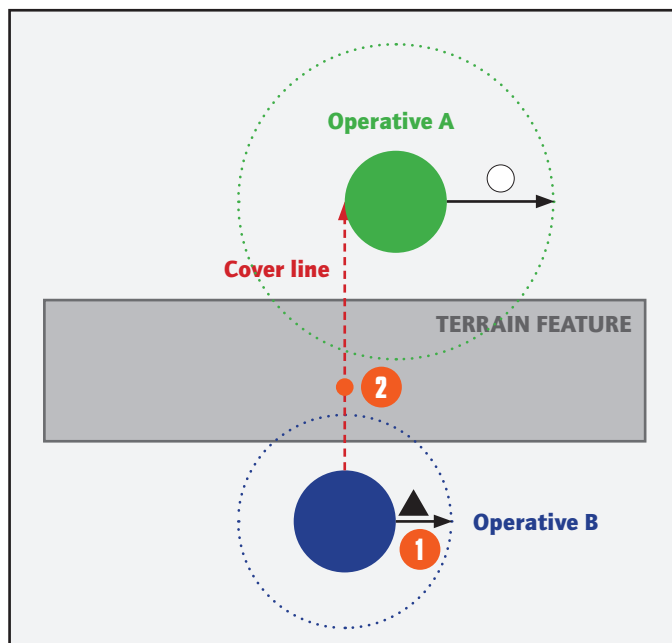 Operative A
Cover line
TERRAIN FEATURE
2
Operative B
1